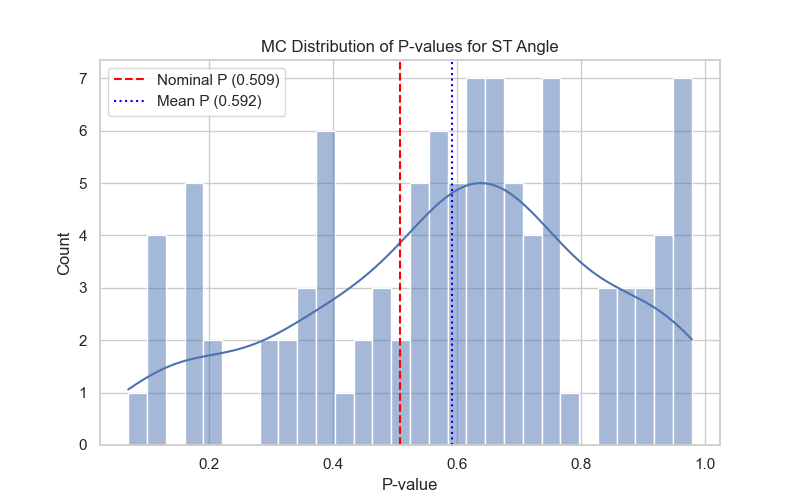 MC Distribution of P-values for ST Angle
Nominal P (0.509)
Mean P (0.592)
7
6
5
4
3
2
1
0
Count
0.2 0.4 0.6 0.8 1.0
P-value